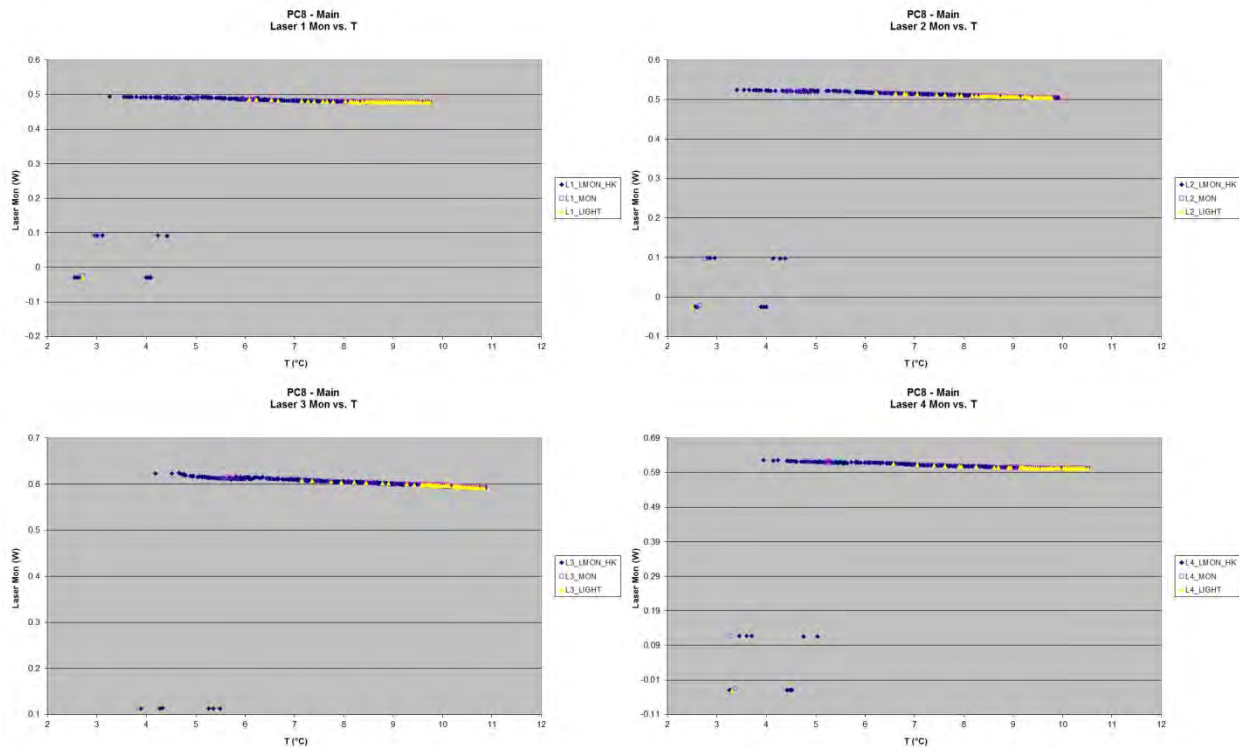 PC8 - Main
Laser 1 Mon vs. T
Laser Mon (W)
0.6
0.5
0.4
0.3
0.2
0.1
0
-0.1
-0.2
2 3 4 5 6 7 8 9 10 11 12
T (°C)
L1_LMON_HK
L1_MON
L1_LIGHT
PC8 - Main
Laser 2 Mon vs. T
Laser Mon (W)
0.6
0.5
0.4
0.3
0.2
0.1
0
-0.1
2 3 4 5 6 7 8 9 10 11 12
T (°C)
L2_LMON_HK
L2_MON
L2_LIGHT
PC8 - Main
Laser 3 Mon vs. T
Laser Mon (W)
0.7
0.6
0.5
0.4
0.3
0.2
0.1
2 3 4 5 6 7 8 9 10 11 12
T (°C)
L3_LMON_HK
L3_MON
L3_LIGHT
PC8 - Main
Laser 4 Mon vs. T
Laser Mon (W)
0.69
0.59
0.49
0.39
0.29
0.19
0.09
-0.01
-0.11
2 3 4 5 6 7 8 9 10 11 12
T (°C)
L4_LMON_HK
L4_MON
L4_LIGHT